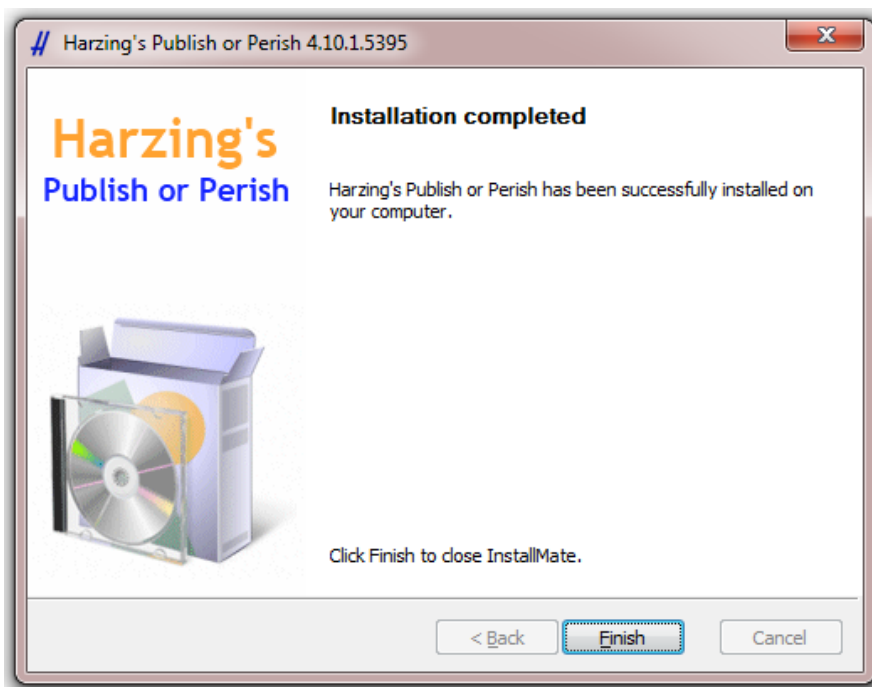 Harzing's Publish or Perish 4.10.1.5395
Harzing's
Publish or Perish
Installation completed
Harzing's Publish or Perish has been successfully installed on
your computer.
Click Finish to close InstallMate.
< Back Finish Cancel